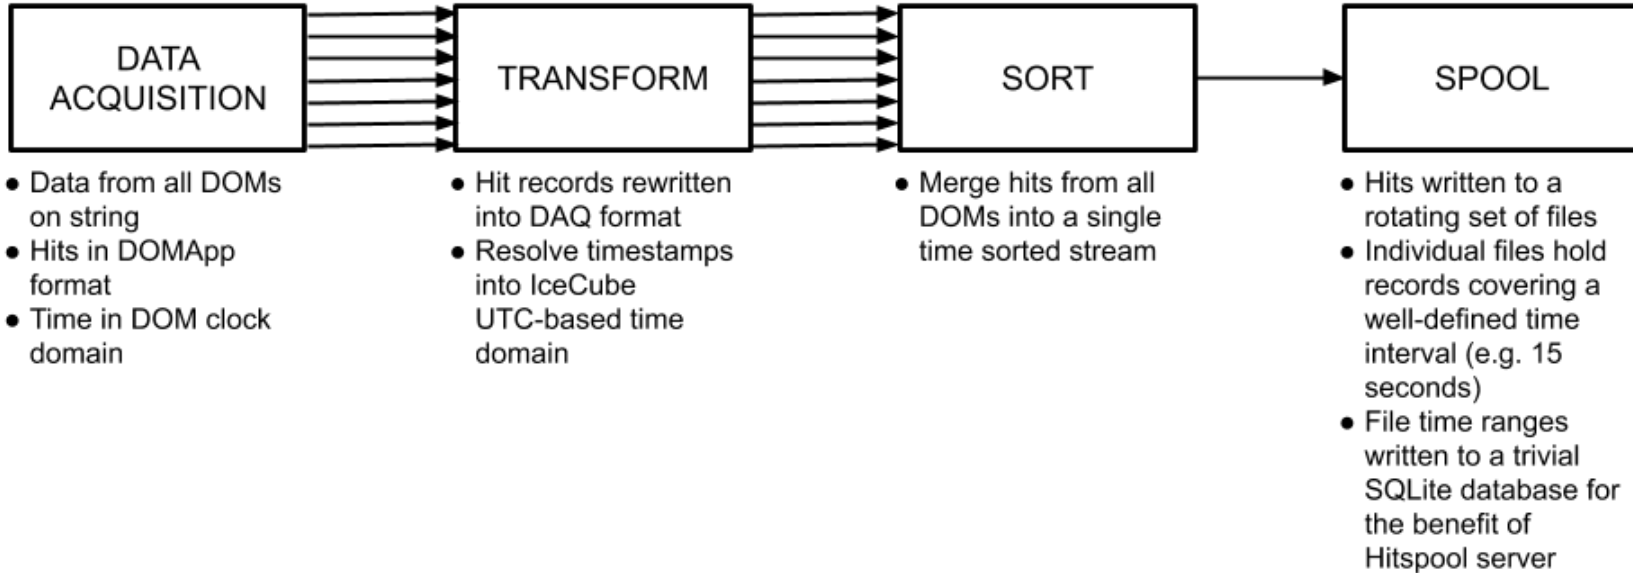 DATA
ACQUISITION
TRANSFORM
SORT
SPOOL
● Data from all DOMs
on string
● Hits in DOMApp
format
● Time in DOM clock
domain
● Hit records rewritten
into DAQ format
● Resolve timestamps
into IceCube
UTC-based time
domain
● Merge hits from all
DOMs into a single
time sorted stream
● Hits written to a
rotating set of files
● Individual files hold
records covering a
well-defined time
interval (e.g. 15
seconds)
● File time ranges
written to a trivial
SQLite database for
the benefit of
Hitspool server